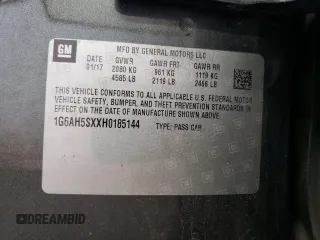 GM
MFD BY GENERAL MOTORS LLC
DATE GVWR GAWR FRT GAWR RR
01/17 2080 KG 961 KG 1119 KG
4585 LB 2119 LB 2466 LB
THIS VEHICLE CONFORMS TO ALL APPLICABLE U.S. FEDERAL MOTOR
VEHICLE SAFETY, BUMPER, AND THEFT PREVENTION STANDARDS IN
EFFECT ON THE DATE OF MANUFACTURE SHOWN ABOVE.
1G6AH5SXXH0185144 TYPE: PASS CAR
DREAMBID